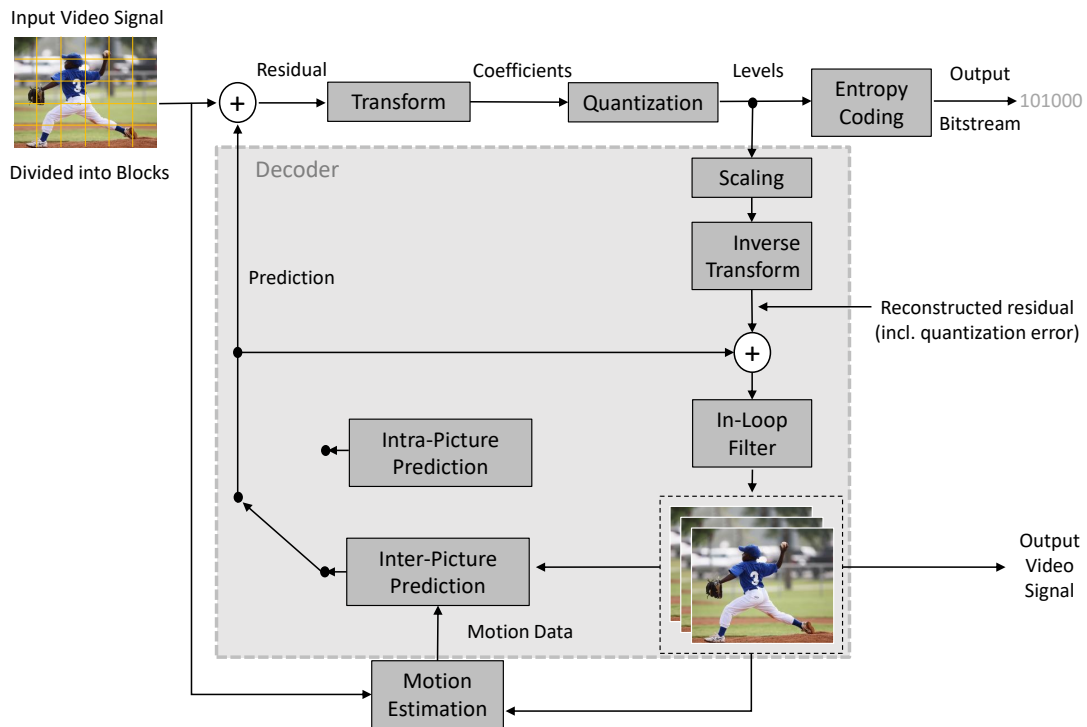 Input Video Signal
Divided into Blocks
3
Residual
Transform
Coefficients
Quantization
Levels
Entropy
Coding
Output
101000
Bitstream
Decoder
Scaling
Inverse
Transform
Prediction
Reconstructed residual
(incl. quantization error)
In-Loop
Filter
Intra-Picture
Prediction
Inter-Picture
Prediction
3
Output
Video
Signal
Motion Data
Motion
Estimation